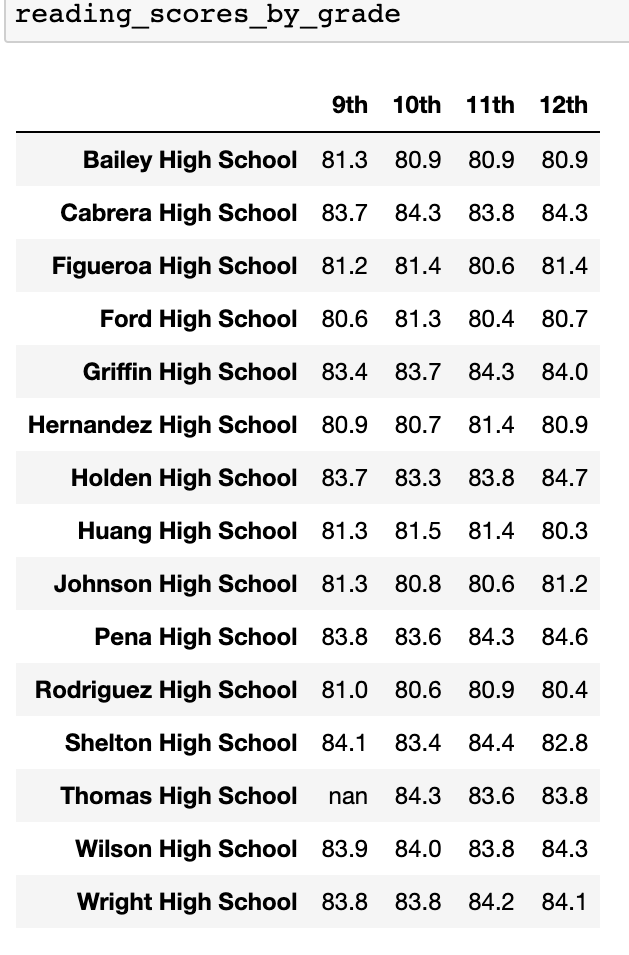 reading_scores_by_grade
9th 10th 11th 12th
Bailey High School 81.3 80.9 80.9 80.9
Cabrera High School 83.7 84.3 83.8 84.3
Figueroa High School 81.2 81.4 80.6 81.4
Ford High School 80.6 81.3 80.4 80.7
Griffin High School 83.4 83.7 84.3 84.0
Hernandez High School 80.9 80.7 81.4 80.9
Holden High School 83.7 83.3 83.8 84.7
Huang High School 81.3 81.5 81.4 80.3
Johnson High School 81.3 80.8 80.6 81.2
Pena High School 83.8 83.6 84.3 84.6
Rodriguez High School 81.0 80.6 80.9 80.4
Shelton High School 84.1 83.4 84.4 82.8
Thomas High School nan 84.3 83.6 83.8
Wilson High School 83.9 84.0 83.8 84.3
Wright High School 83.8 83.8 84.2 84.1